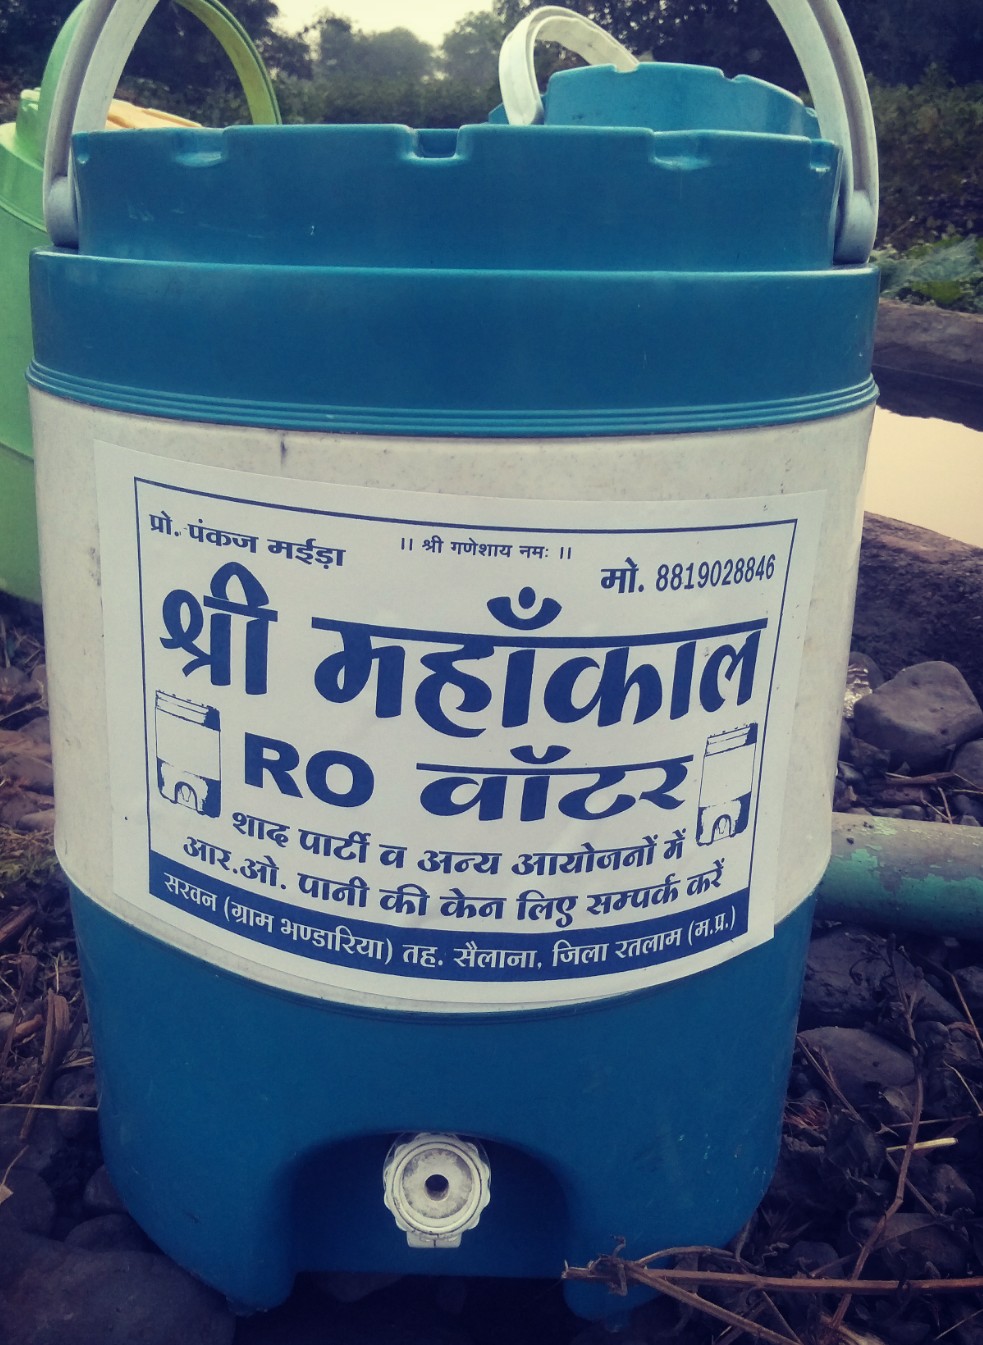 प्रो. पंकज मईड़ा
।। श्री गणेशाय नमः ।।
मो. 8819028846
श्री महाँकाल
RO वॉटर
शाद पार्टी व अन्य आयोजनों में
आर.ओ. पानी की केन लिए सम्पर्क करें
सरवन (ग्राम भण्डारिया) तह. सैलाना, जिला रतलाम (म.प्र.)